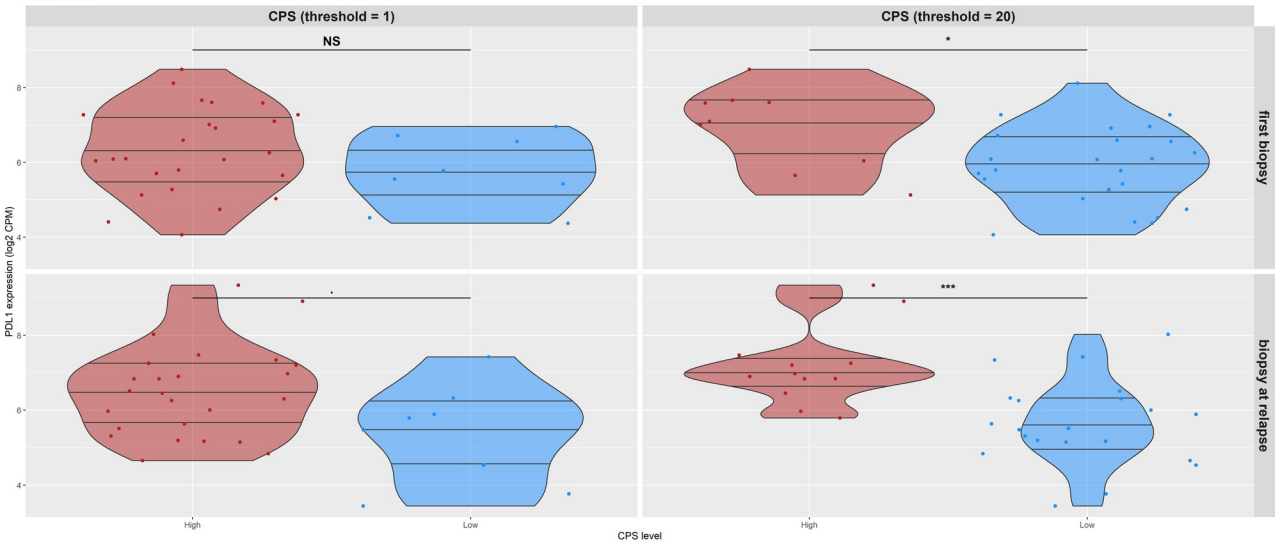 CPS (threshold = 1)
CPS (threshold = 20)
NS
*
8
6
4
first biopsy
PDL1 expression (log2 CPM)
.
***
8
6
4
biopsy at relapse
High
Low
High
Low
CPS level